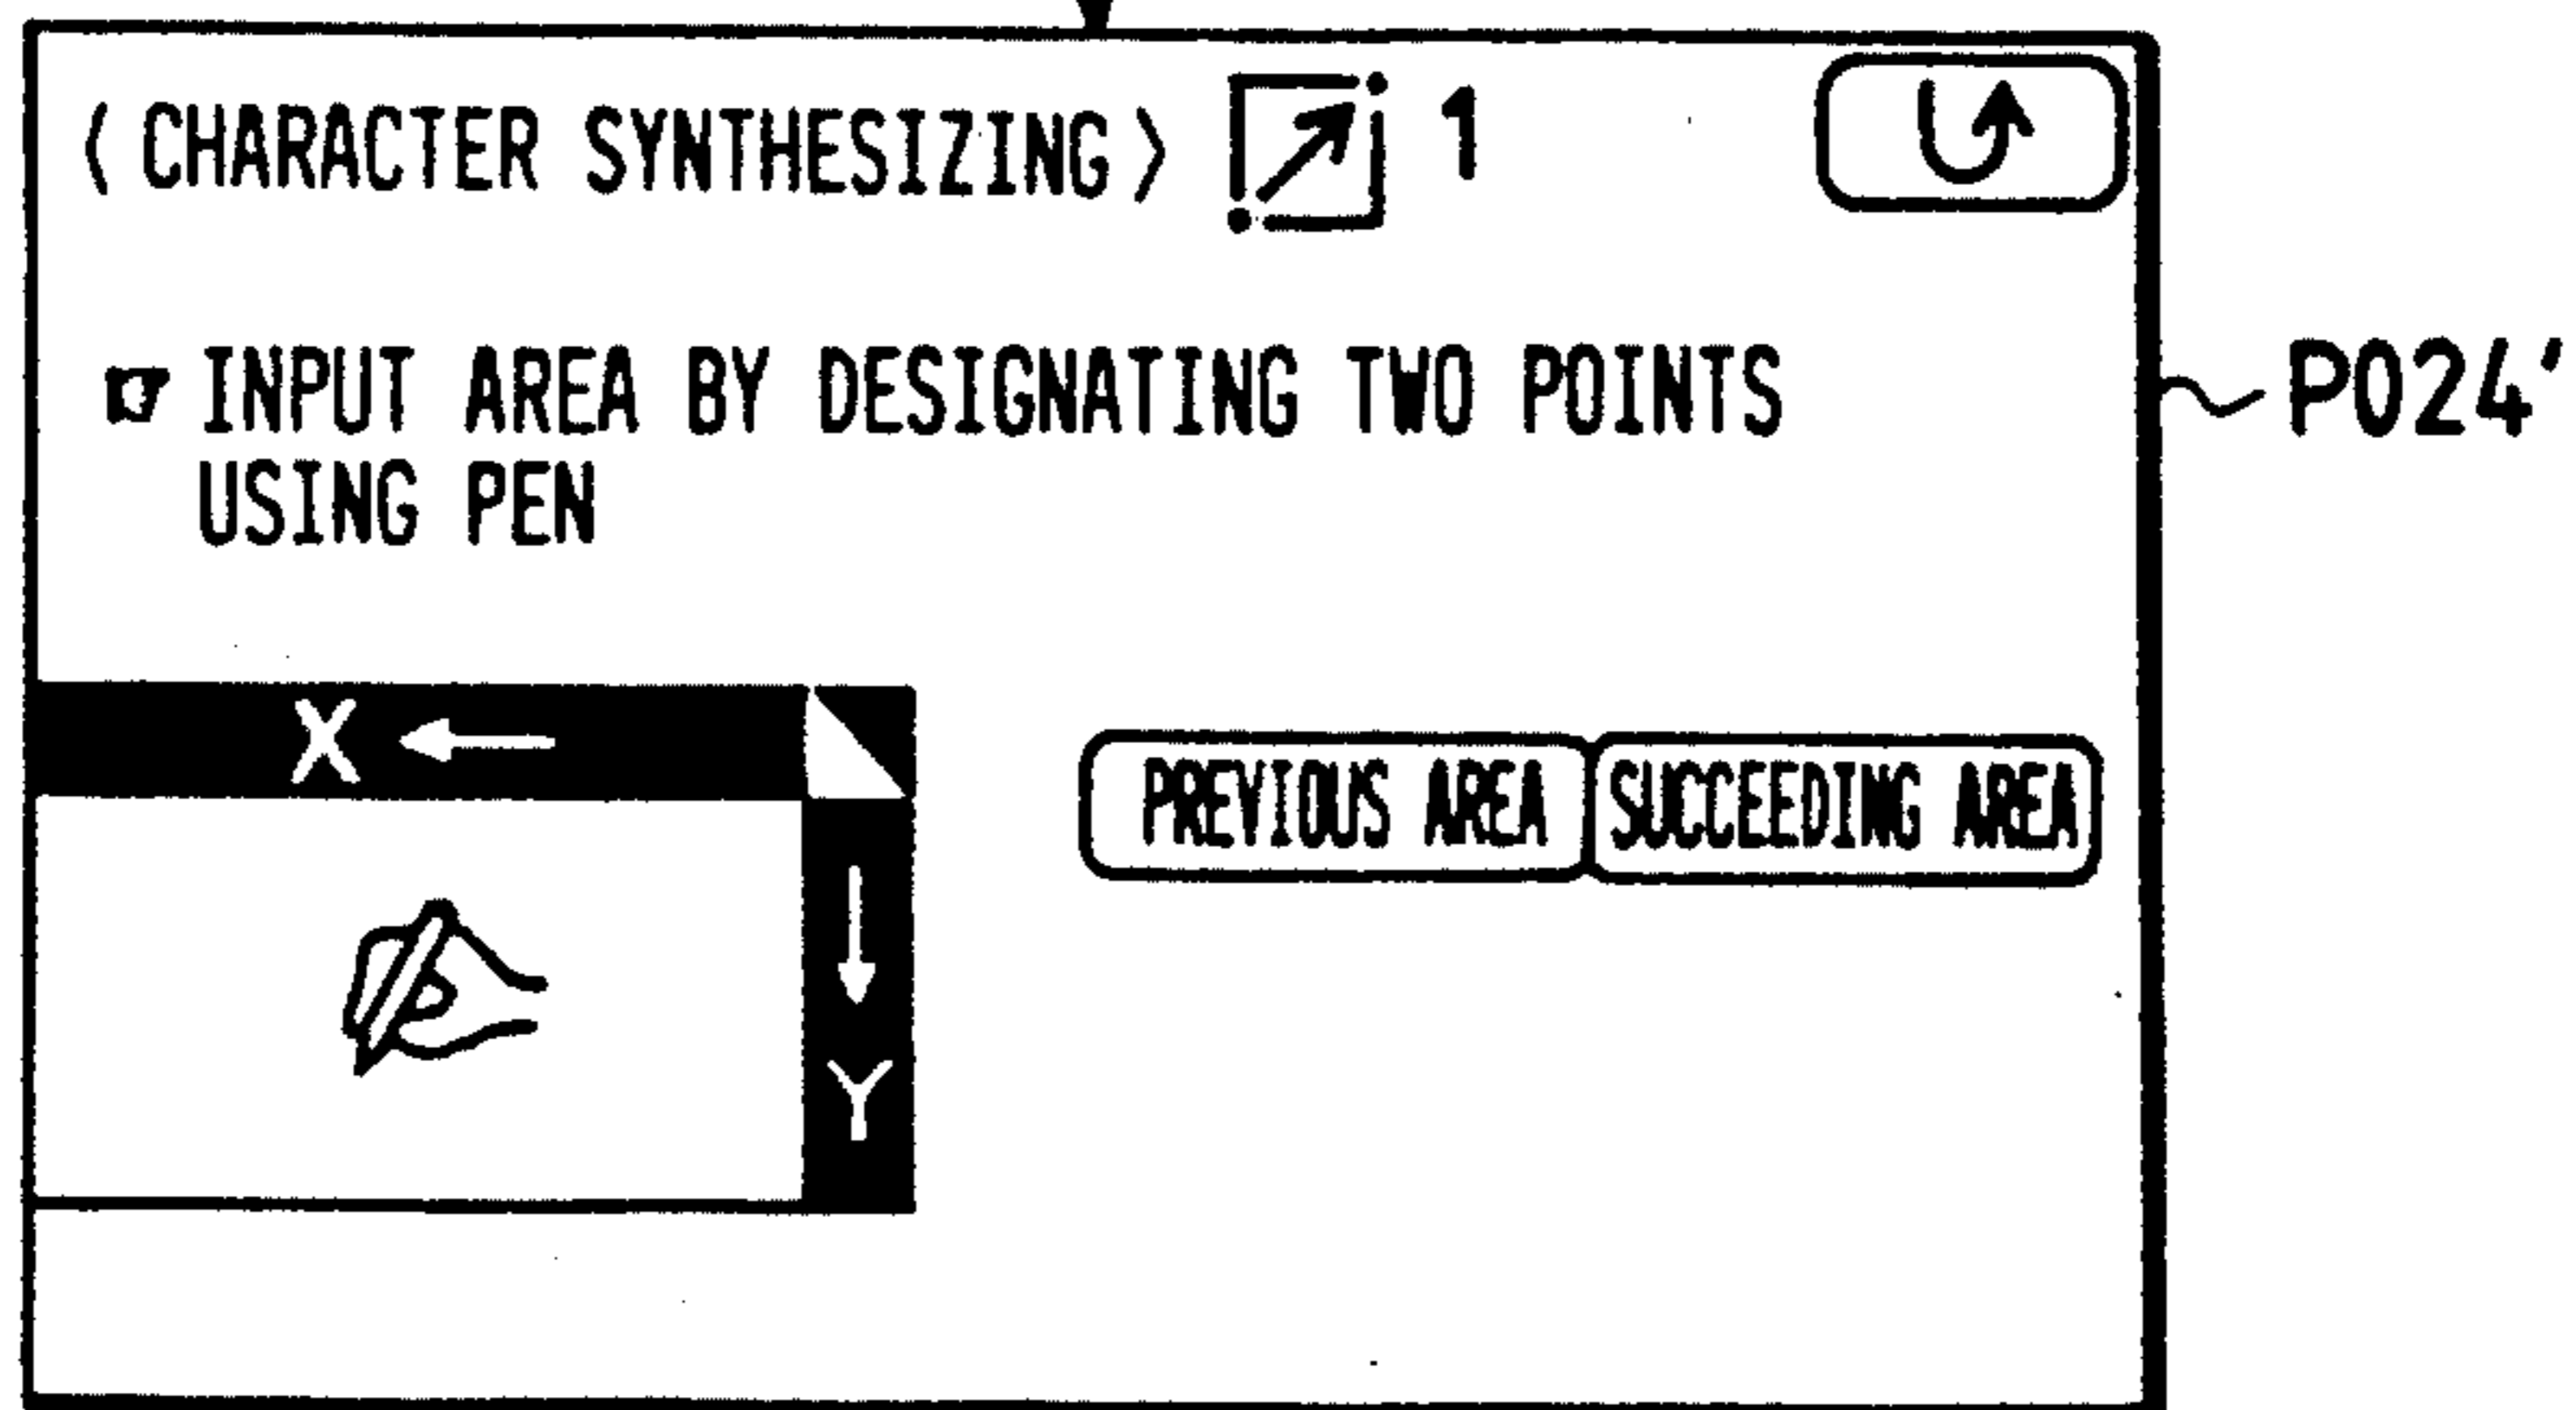 〈 CHARACTER SYNTHESIZING 〉 1
INPUT AREA BY DESIGNATING TWO POINTS
USING PEN
P024'
X ←
PREVIOUS AREA SUCCEEDING AREA
↓
Y